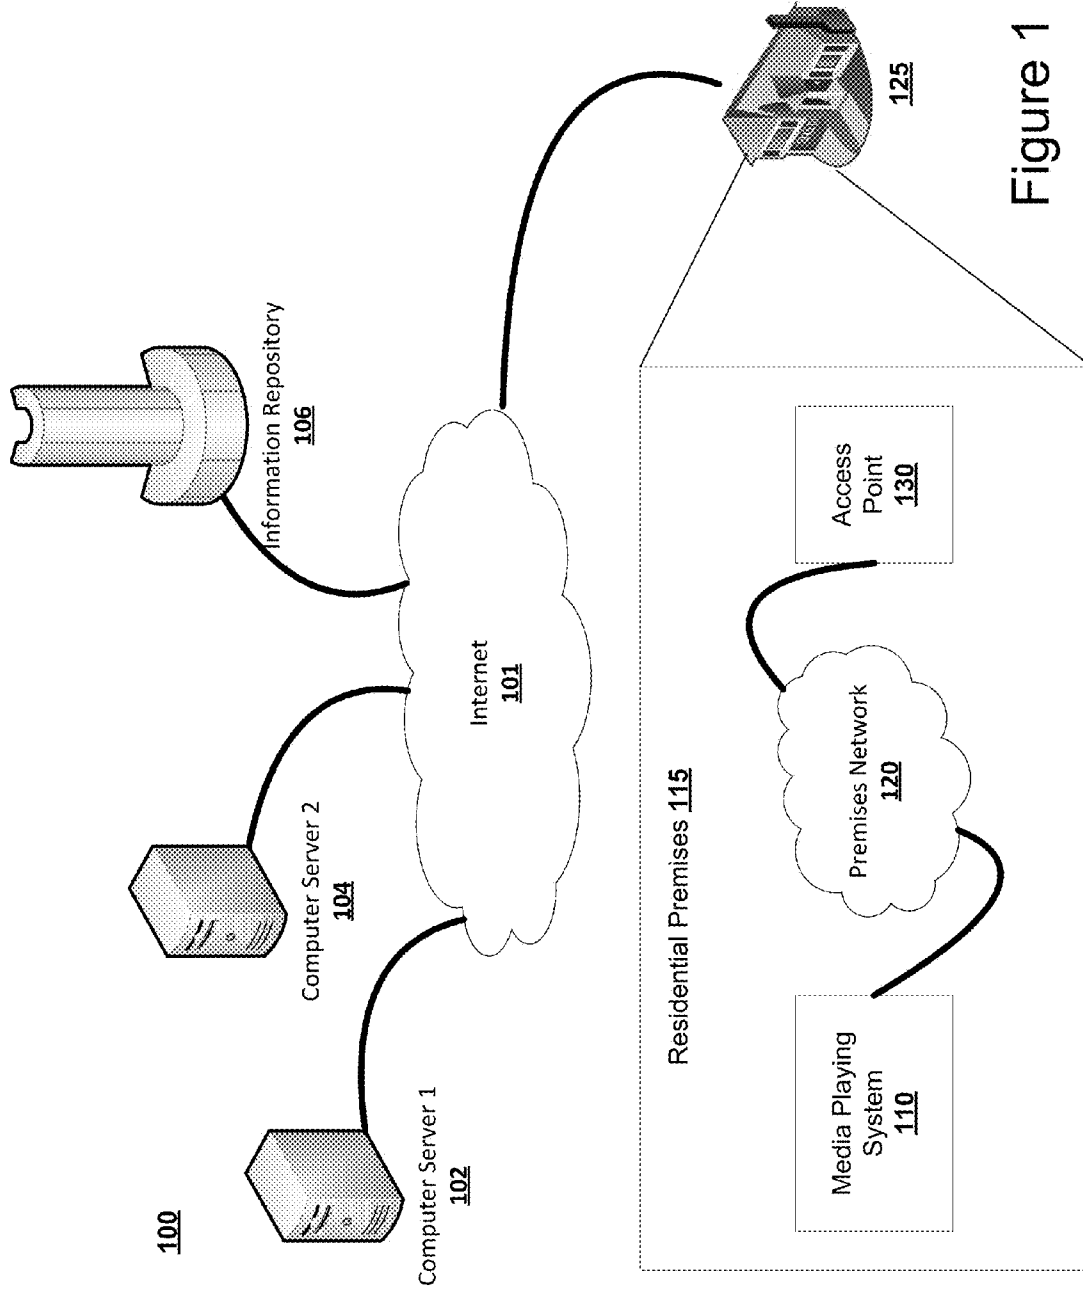 100
Computer Server 1
102
Computer Server 2
104
Information Repository
106
Internet
101
125
Residential Premises 115
Media Playing
System
110
Premises Network
120
Access
Point
130
Figure 1